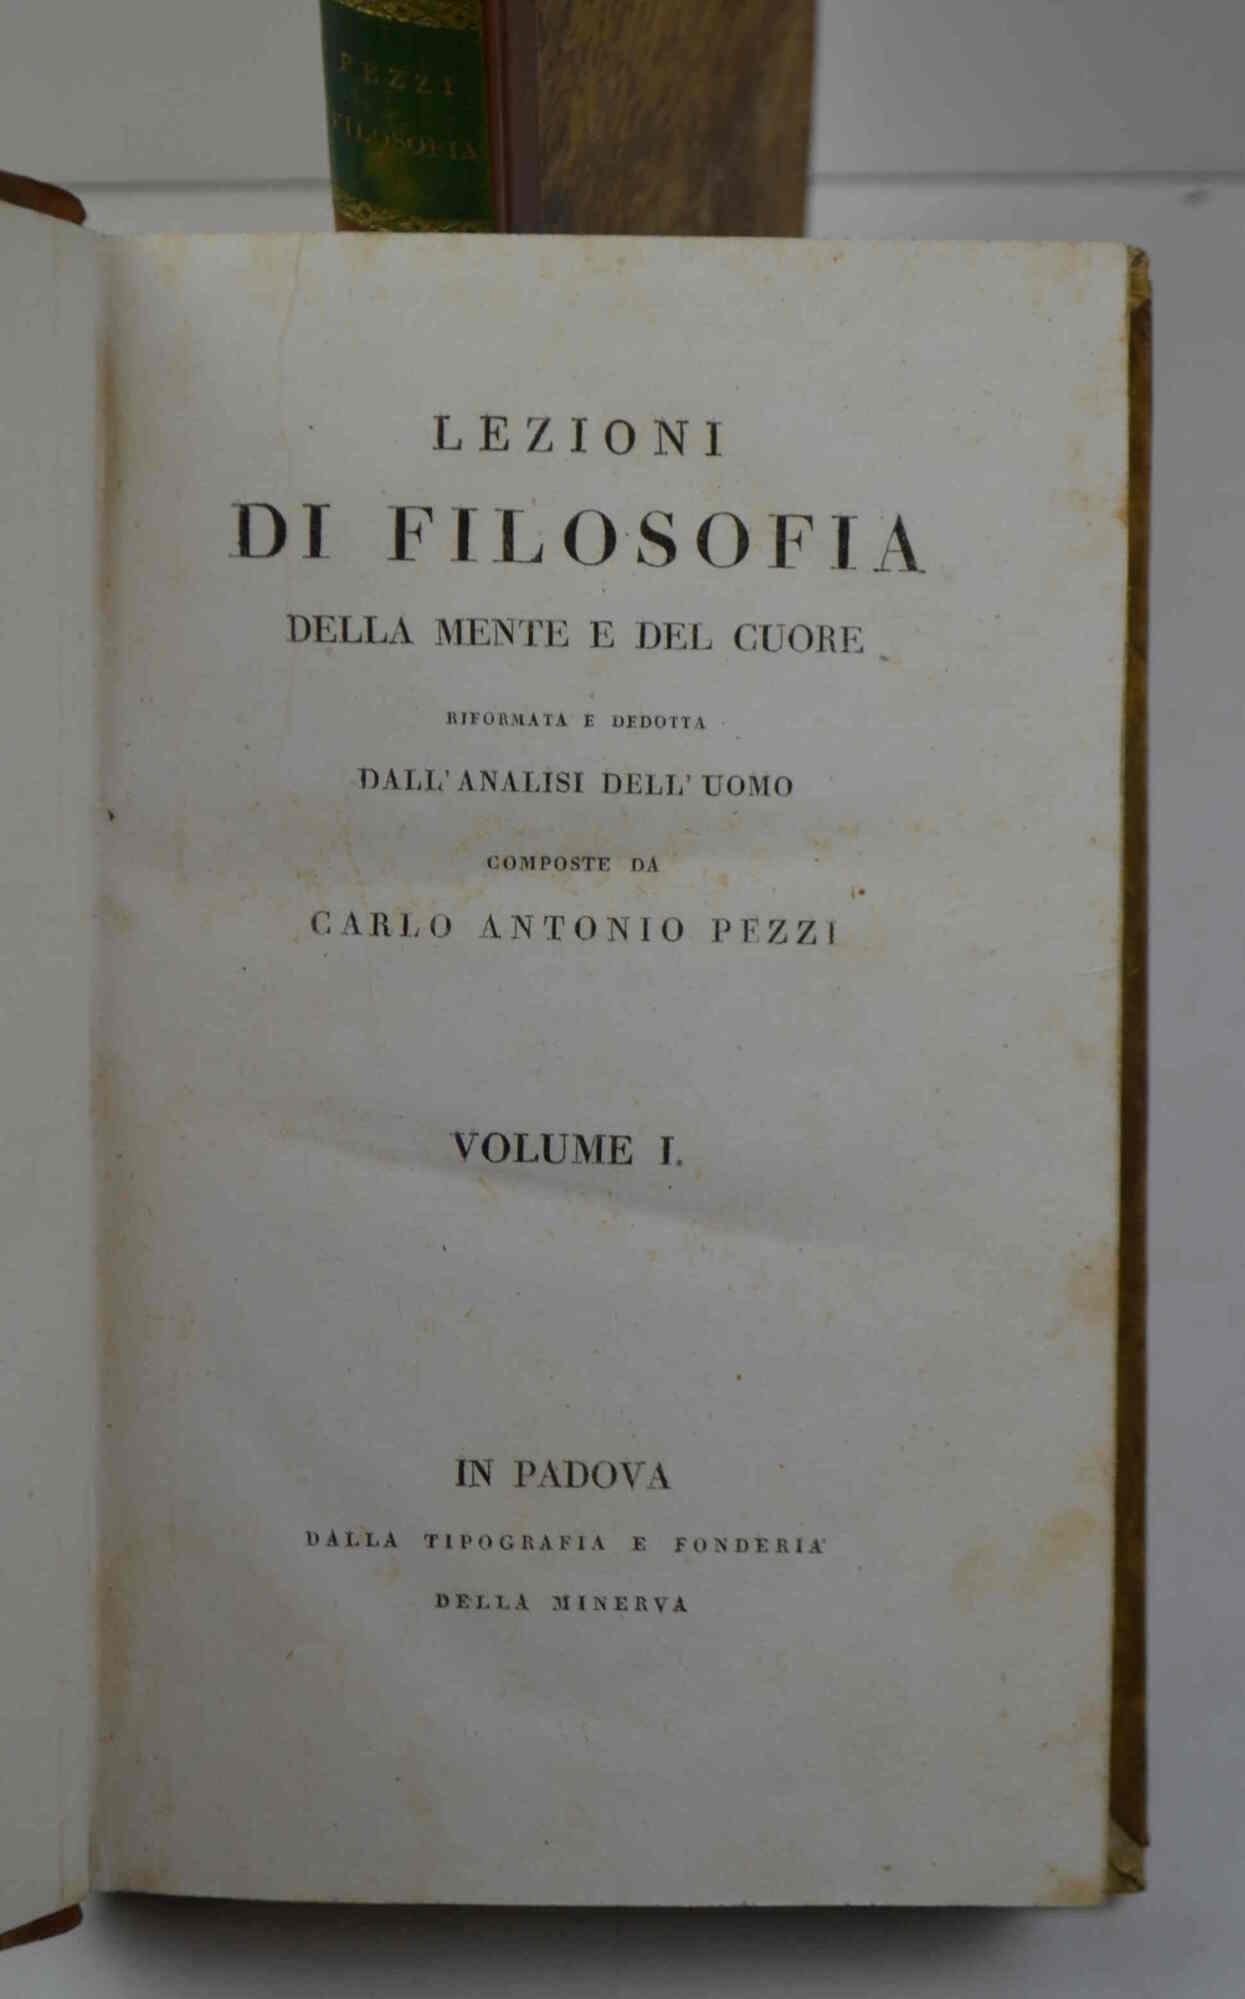 PEZZI
FILOSOFIA
LEZIONI
DI FILOSOFIA
DELLA MENTE E DEL CUORE
RIFORMATA E DEDOTTA
DALL' ANALISI DELL' UOMO
COMPOSTE DA
CARLO ANTONIO PEZZI
VOLUME I.
IN PADOVA
DALLA TIPOGRAFIA E FONDERIA
DELLA MINERVA